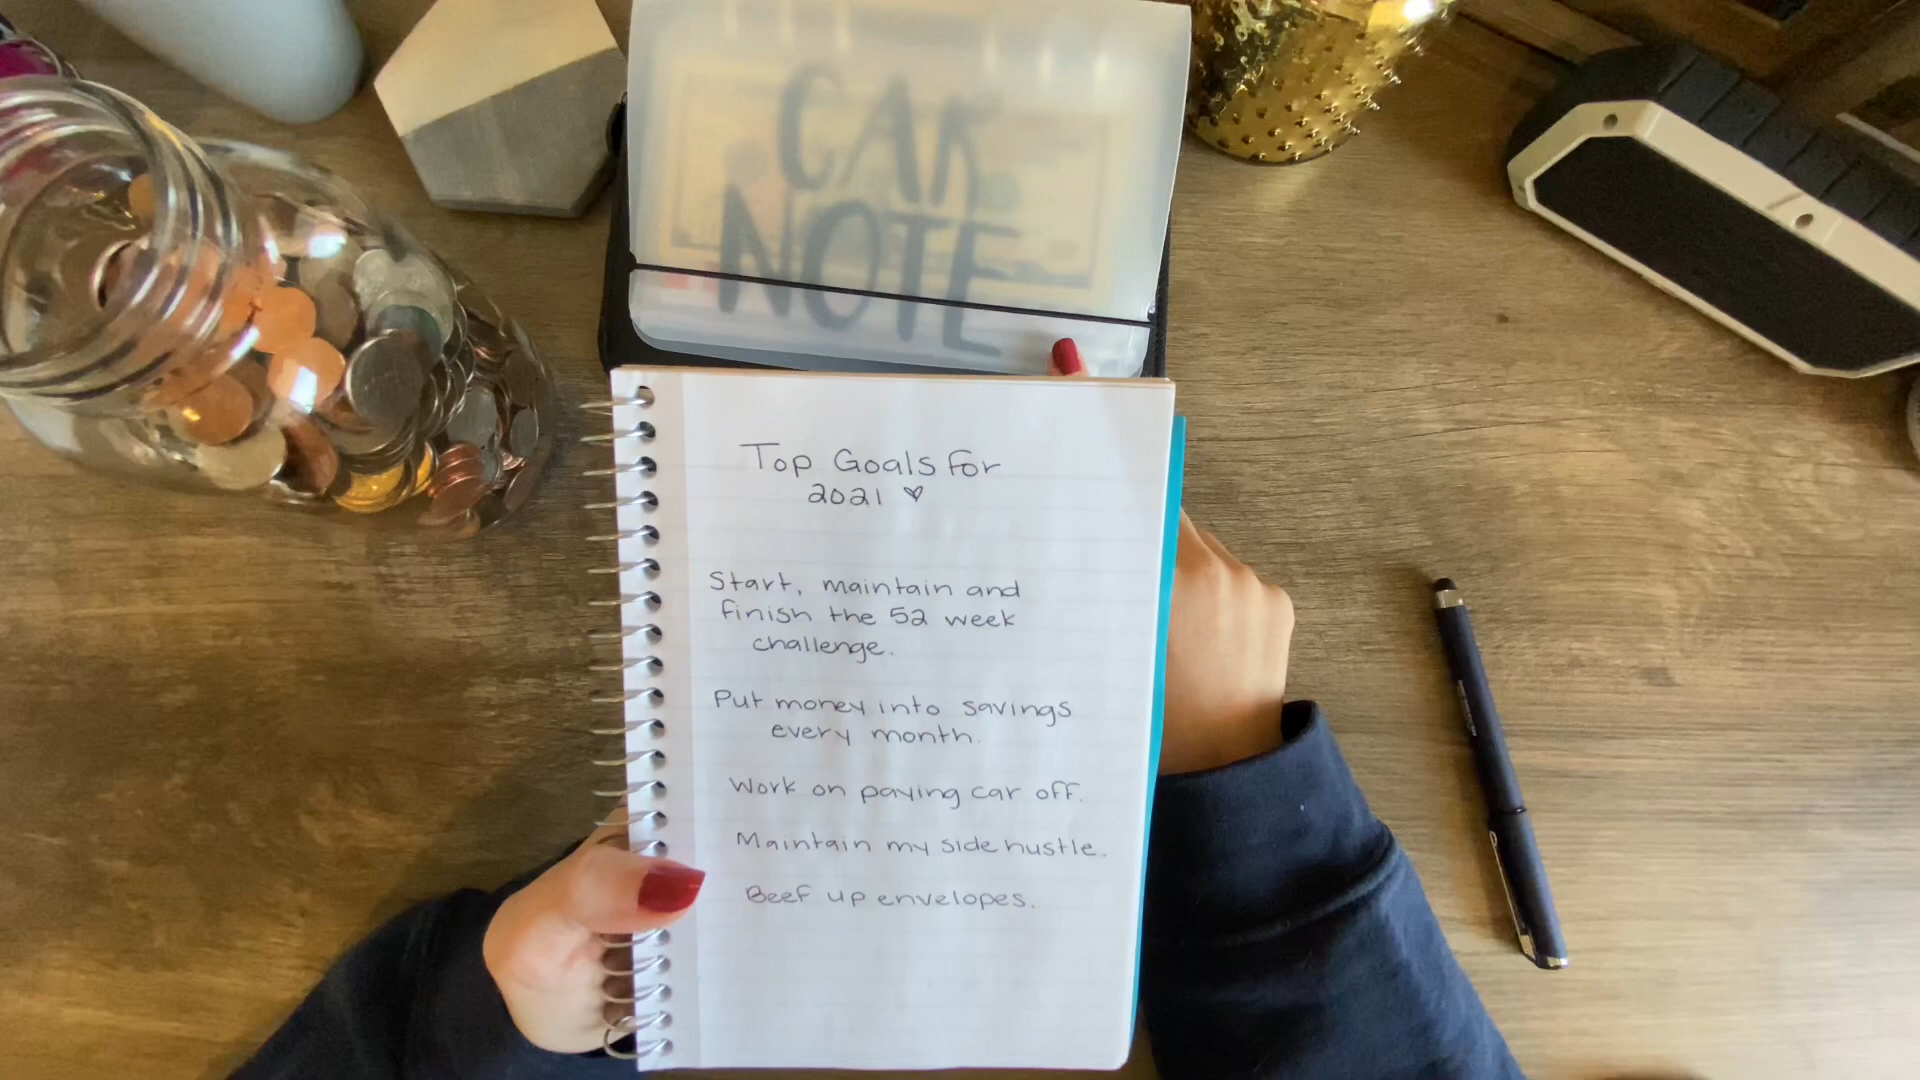 CAR
NOTE
Top Goals for
2021 ♡
Start, maintain and
finish the 52 week
challenge.
Put money into savings
every month.
Work on paying car off.
Maintain my side hustle.
Beef up envelopes.